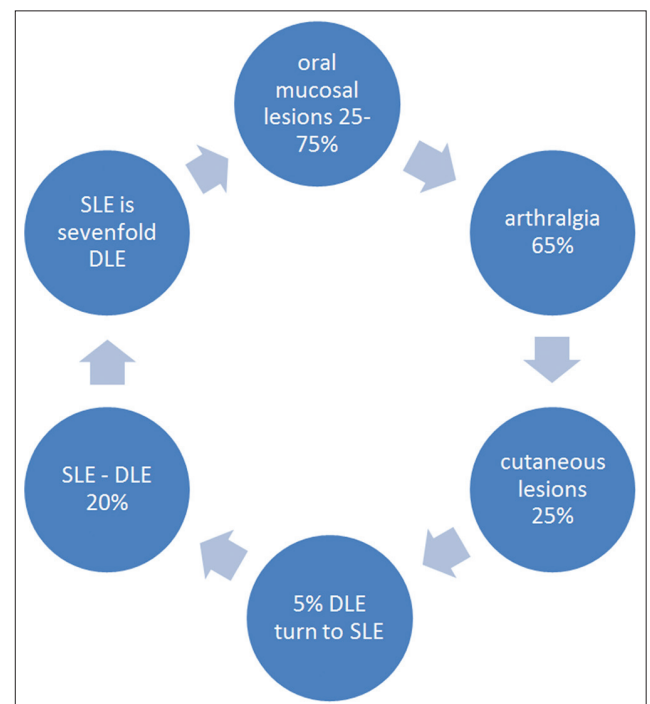 oral
mucosal
lesions 25-
75%
arthralgia
65%
cutaneous
lesions
25%
5% DLE
turn to SLE
SLE - DLE
20%
SLE is
sevenfold
DLE